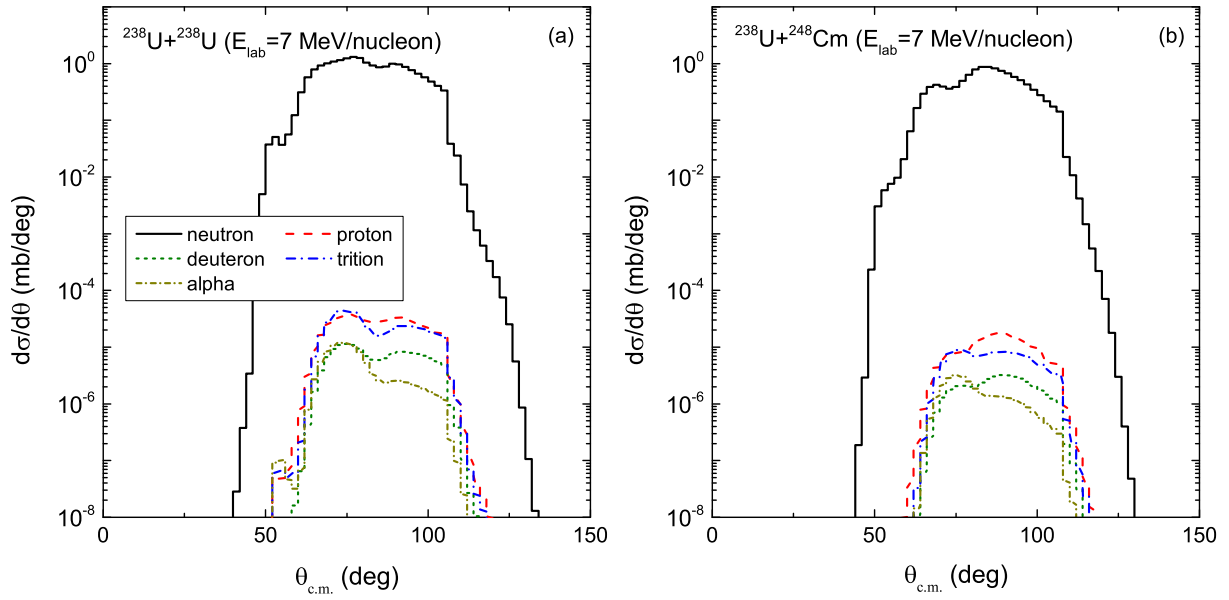 ²³⁸U+²³⁸U (E_lab=7 MeV/nucleon) (a)
10⁰
10⁻²
10⁻⁴
10⁻⁶
10⁻⁸
dσ/dθ (mb/deg)
neutron
proton
deuteron
trition
alpha
0 50 100 150
θ_c.m. (deg)
²³⁸U+²⁴⁸Cm (E_lab=7 MeV/nucleon) (b)
10⁰
10⁻²
10⁻⁴
10⁻⁶
10⁻⁸
dσ/dθ (mb/deg)
0 50 100 150
θ_c.m. (deg)